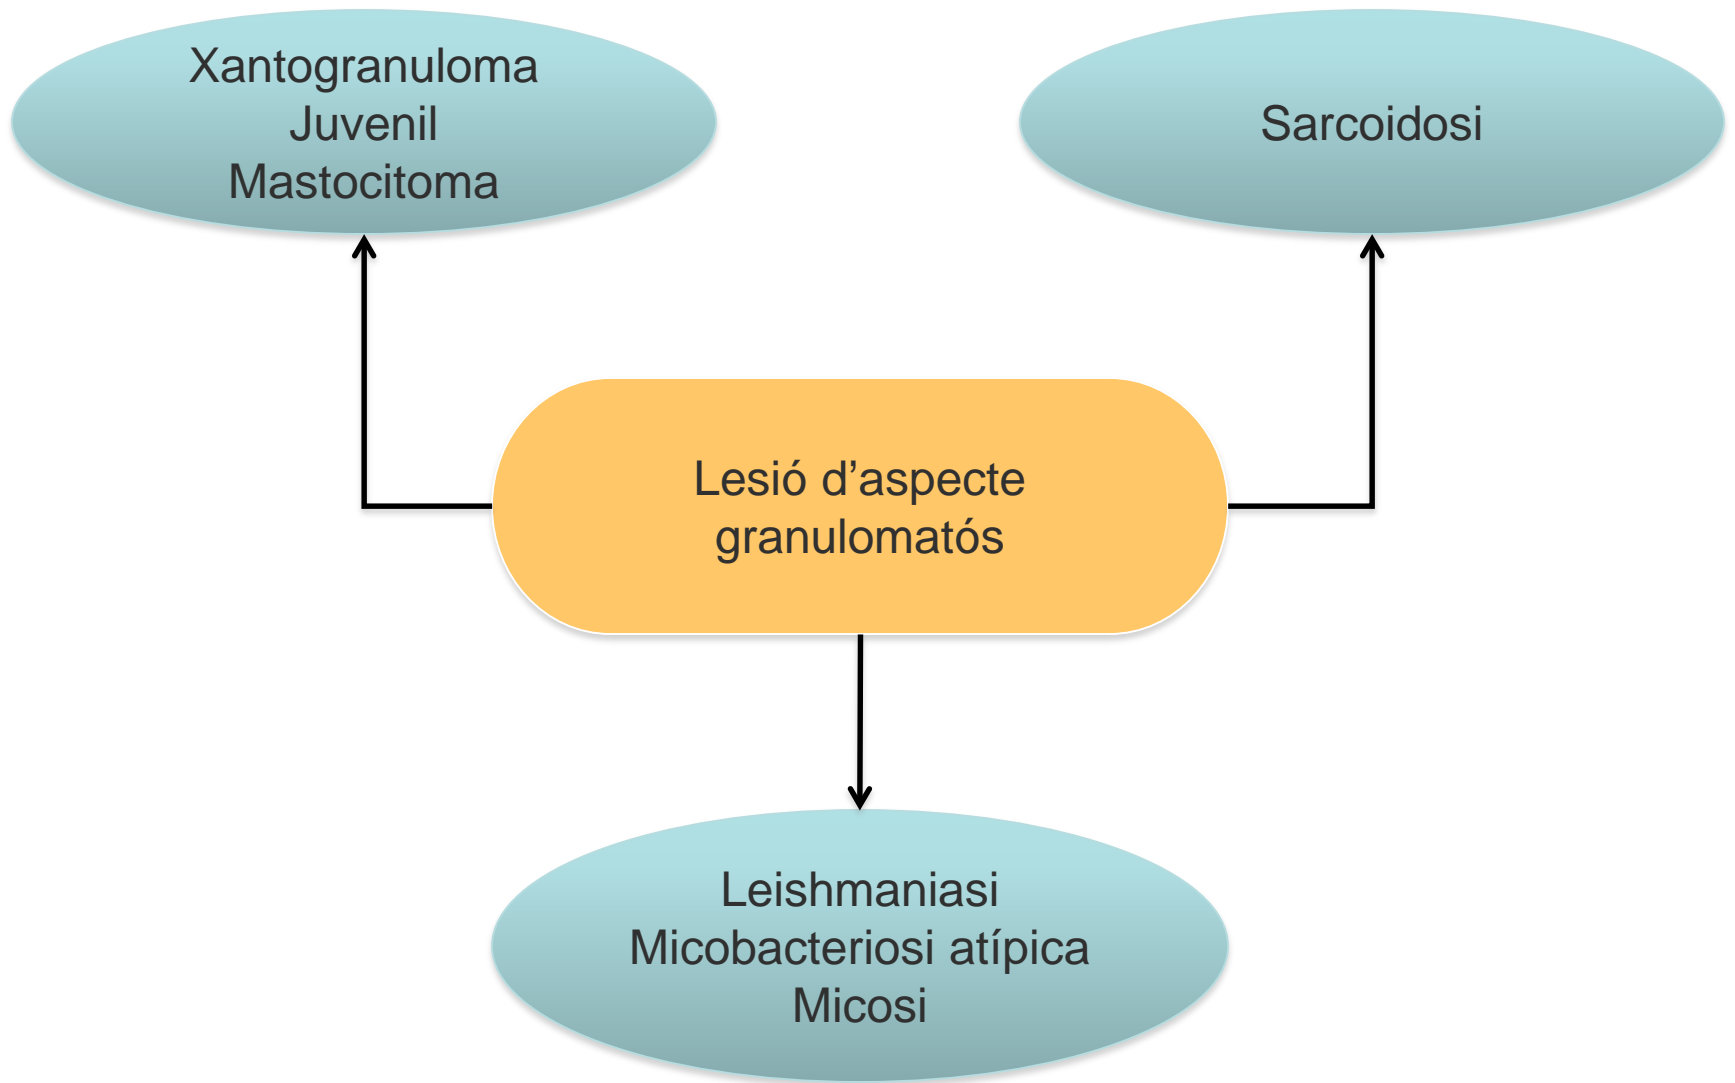 Xantogranuloma
Juvenil
Mastocitoma
Sarcoidosi
Lesió d’aspecte
granulomatós
Leishmaniasi
Micobacteriosi atípica
Micosi